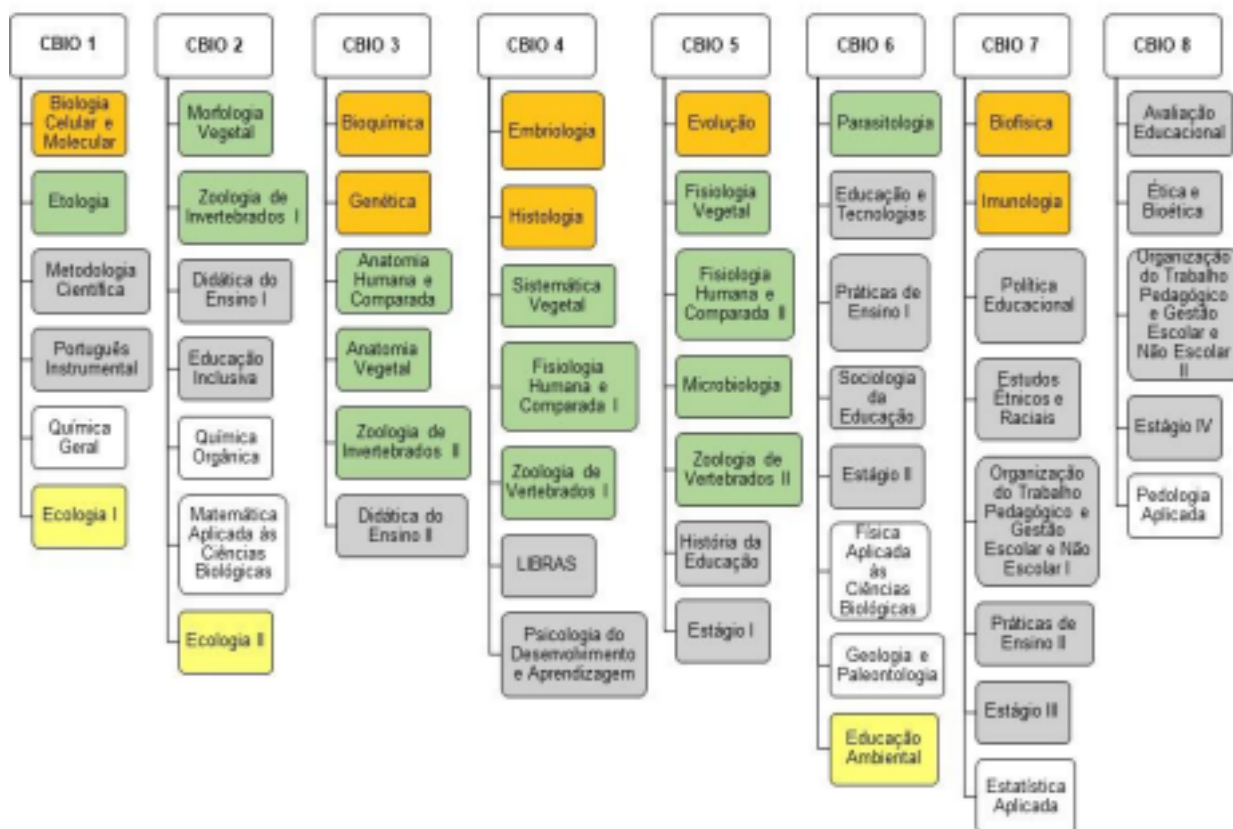 CBIO 1
Biologia
Celular e
Molecular
Etologia
Metodologia
Científica
Português
Instrumental
Química
Geral
Ecologia I
CBIO 2
Morfologia
Vegetal
Zoologia de
Invertebrados I
Didática do
Ensino I
Educação
Inclusiva
Química
Orgânica
Matemática
Aplicada às
Ciências
Biológicas
Ecologia II
CBIO 3
Bioquímica
Genética
Anatomia
Humana e
Comparada
Anatomia
Vegetal
Zoologia de
Invertebrados II
Didática do
Ensino II
CBIO 4
Embriologia
Histologia
Sistemática
Vegetal
Fisiologia
Humana e
Comparada I
Zoologia de
Vertebrados I
LIBRAS
Psicologia do
Desenvolvimento
e Aprendizagem
CBIO 5
Evolução
Fisiologia
Vegetal
Fisiologia
Humana e
Comparada II
Microbiologia
Zoologia de
Vertebrados II
História da
Educação
Estágio I
CBIO 6
Parasitologia
Educação e
Tecnologias
Práticas de
Ensino I
Sociologia
da
Educação
Estágio II
Física
Aplicada
às
Ciências
Biológicas
Geologia e
Paleontologia
Educação
Ambiental
CBIO 7
Biofísica
Imunologia
Política
Educacional
Estudos
Étnicos e
Raciais
Organização
do Trabalho
Pedagógico e
Gestão
Escolar e Não
Escolar I
Práticas de
Ensino II
Estágio III
Estatística
Aplicada
CBIO 8
Avaliação
Educacional
Ética e
Bioética
Organização
do Trabalho
Pedagógico
e Gestão
Escolar e
Não Escolar
II
Estágio IV
Pedologia
Aplicada